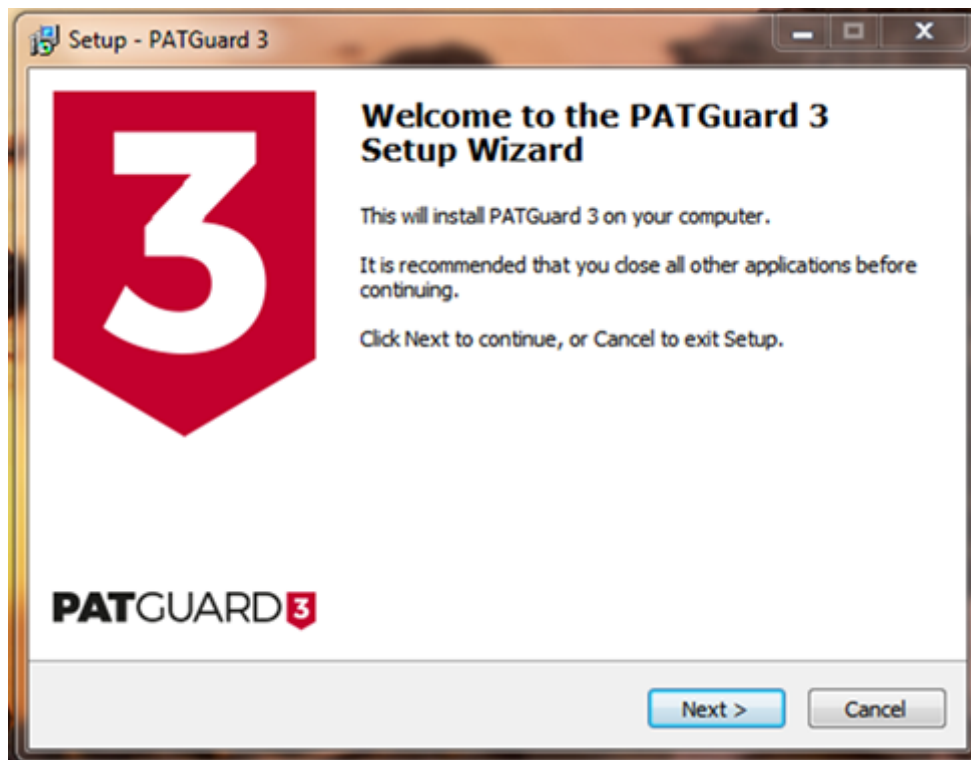 Setup - PATGuard 3
3
Welcome to the PATGuard 3
Setup Wizard
This will install PATGuard 3 on your computer.
It is recommended that you close all other applications before
continuing.
Click Next to continue, or Cancel to exit Setup.
PATGUARD 3
Next >
Cancel